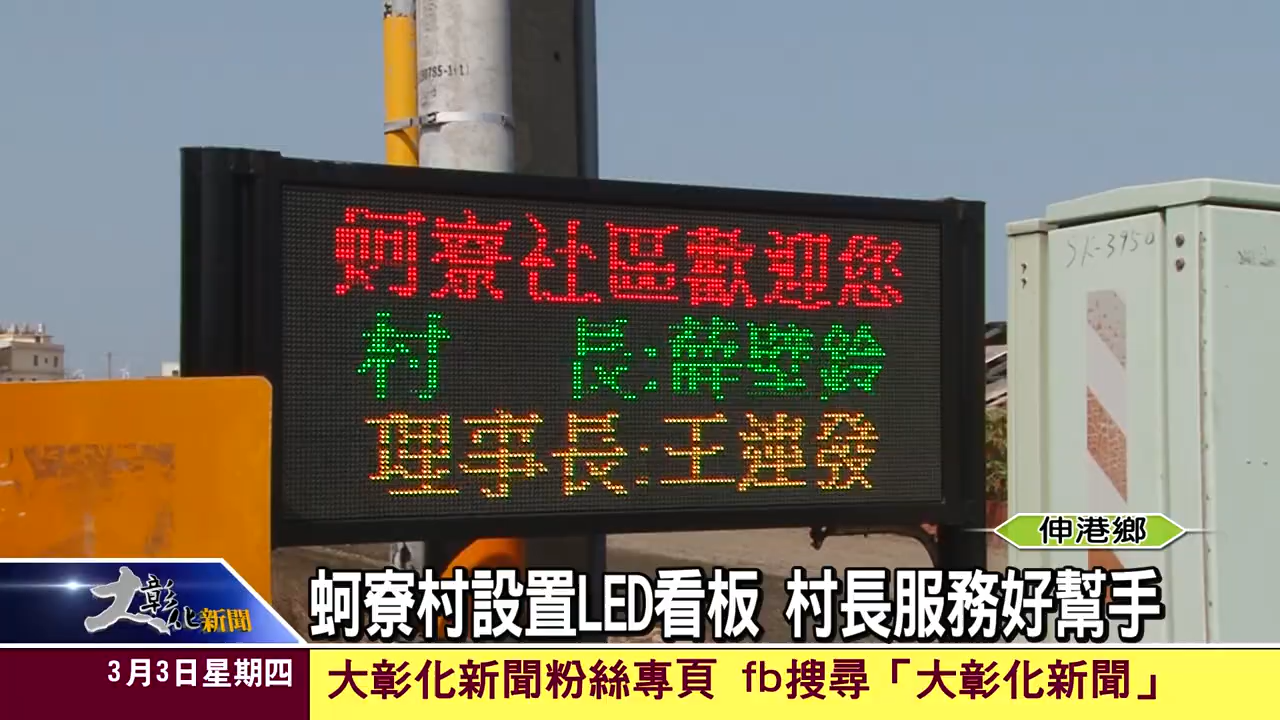 蚵寮社區歡迎您
村　長:薛壁鈴
理事長:王漣發
SK-3950
伸港鄉
蚵寮村設置LED看板 村長服務好幫手
大彰化新聞
3月3日星期四
大彰化新聞粉絲專頁 fb搜尋「大彰化新聞」